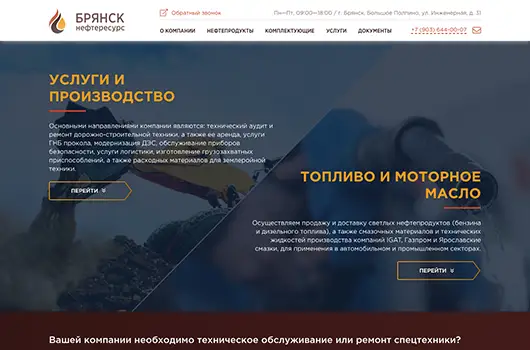 БРЯНСК
нефтересурс
Обратный звонок
Пн–Пт, 09:00–18:00 / г. Брянск, Большое Полпино, ул. Инженерная, д. 31
О КОМПАНИИ НЕФТЕПРОДУКТЫ КОМПЛЕКТУЮЩИЕ УСЛУГИ ДОКУМЕНТЫ
+7 (903) 644-00-07
УСЛУГИ И
ПРОИЗВОДСТВО
Основными направлениями компании являются: технический аудит и
ремонт дорожно-строительной техники, а также ее аренда, услуги
ГНБ прокола, модернизация ДЭС, обслуживание приборов
безопасности, услуги логистики, изготовление грузозахватных
приспособлений, а также расходных материалов для землеройной
техники.
ПЕРЕЙТИ
ТОПЛИВО И МОТОРНОЕ
МАСЛО
Осуществляем продажу и доставку светлых нефтепродуктов (бензина
и дизельного топлива), а также смазочных материалов и технических
жидкостей производства компаний IGAT, Газпром и Ярославские
смазки, для применения в автомобильном и промышленном секторах.
ПЕРЕЙТИ
Вашей компании необходимо техническое обслуживание или ремонт спецтехники?